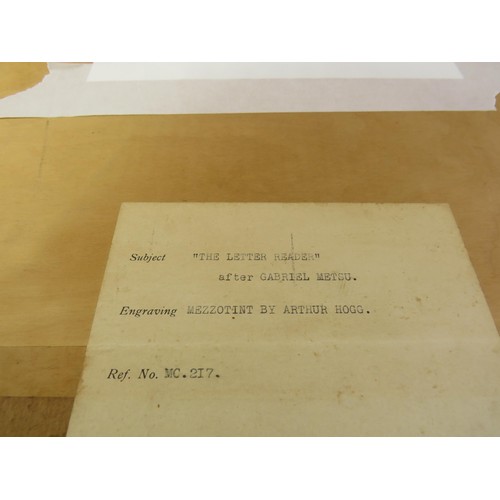 Subject "THE LETTER READER"
after GABRIEL METSU.
Engraving MEZZOTINT BY ARTHUR HOGG.
Ref. No. MC.217.